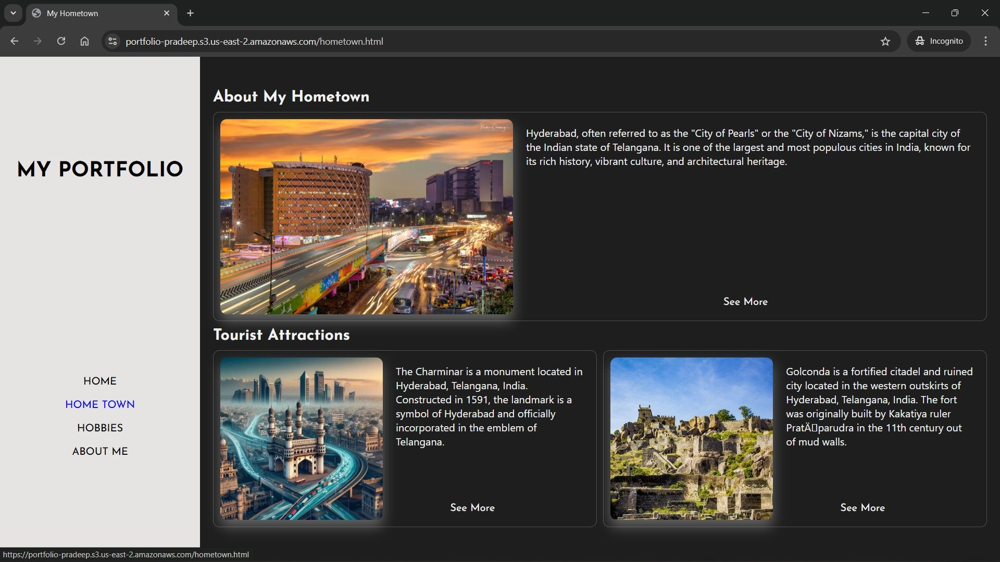 My Hometown
portfolio-pradeep.s3.us-east-2.amazonaws.com/hometown.html
Incognito
MY PORTFOLIO
HOME
HOME TOWN
HOBBIES
ABOUT ME
About My Hometown
Hyderabad, often referred to as the "City of Pearls" or the "City of Nizams," is the capital city of
the Indian state of Telangana. It is one of the largest and most populous cities in India, known for
its rich history, vibrant culture, and architectural heritage.
See More
Tourist Attractions
The Charminar is a monument located in
Hyderabad, Telangana, India.
Constructed in 1591, the landmark is a
symbol of Hyderabad and officially
incorporated in the emblem of
Telangana.
See More
Golconda is a fortified citadel and ruined
city located in the western outskirts of
Hyderabad, Telangana, India. The fort
was originally built by Kakatiya ruler
PratÄ□parudra in the 11th century out
of mud walls.
See More
https://portfolio-pradeep.s3.us-east-2.amazonaws.com/hometown.html